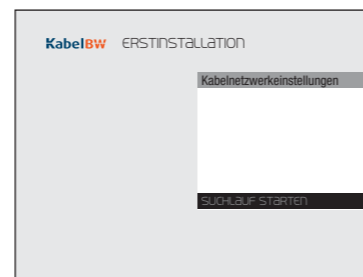 KabelBW ERSTINSTALLATION
Kabelnetzwerkeinstellungen
SUCHLAUF STARTEN